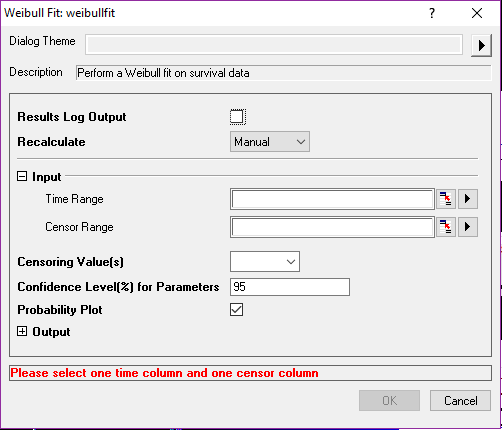 Weibull Fit: weibullfit
Dialog Theme
Description Perform a Weibull fit on survival data
Results Log Output
Recalculate Manual
Input
Time Range
Censor Range
Censoring Value(s)
Confidence Level(%) for Parameters 95
Probability Plot
Output
Please select one time column and one censor column
OK Cancel